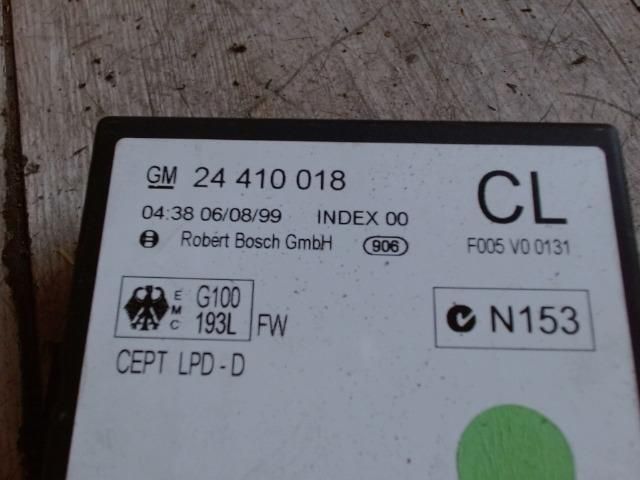 GM 24 410 018
CL
04:38 06/08/99 INDEX 00
Robert Bosch GmbH 906
F005 V0 0131
EMC G100
193L FW
N153
CEPT LPD - D